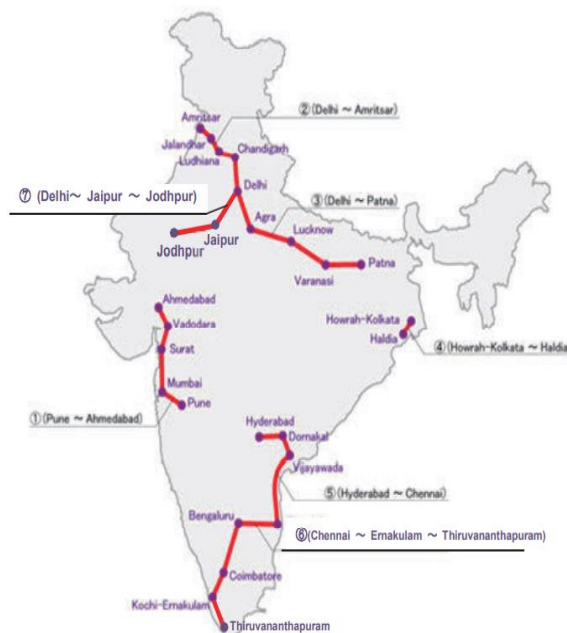 ②(Delhi ~ Amritsar)
Amritsar
Jalandhar
Ludhiana
Chandigarh
⑦ (Delhi~ Jaipur ~ Jodhpur)
Delhi
③(Delhi ~ Patna)
Agra
Lucknow
Jaipur
Jodhpur
Varanasi
Patna
Ahmedabad
Vadodara
Howrah-Kolkata
Haldia
④(Howrah-Kolkata ~ Haldia
Surat
Mumbai
Pune
①(Pune ~ Ahmedabad)
Hyderabad
Dornakal
Vijayawada
⑤(Hyderabad ~ Chennai)
Bengaluru
⑥(Chennai ~ Ernakulam ~ Thiruvananthapuram)
Coimbatore
Kochi-Ernakulam
Thiruvananthapuram